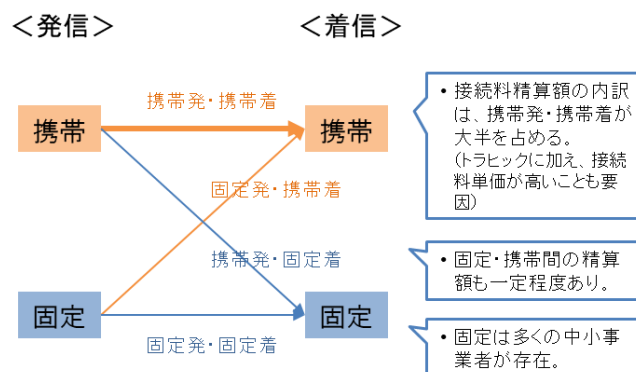 ＜発信＞
＜着信＞
携帯発・携帯着
携帯
携帯
固定発・携帯着
携帯発・固定着
固定
固定
固定発・固定着
• 接続料精算額の内訳
は、携帯発・携帯着が
大半を占める。
(トラヒックに加え、接続
料単価が高いことも要
因)
• 固定・携帯間の精算
額も一定程度あり。
• 固定は多くの中小事
業者が存在。